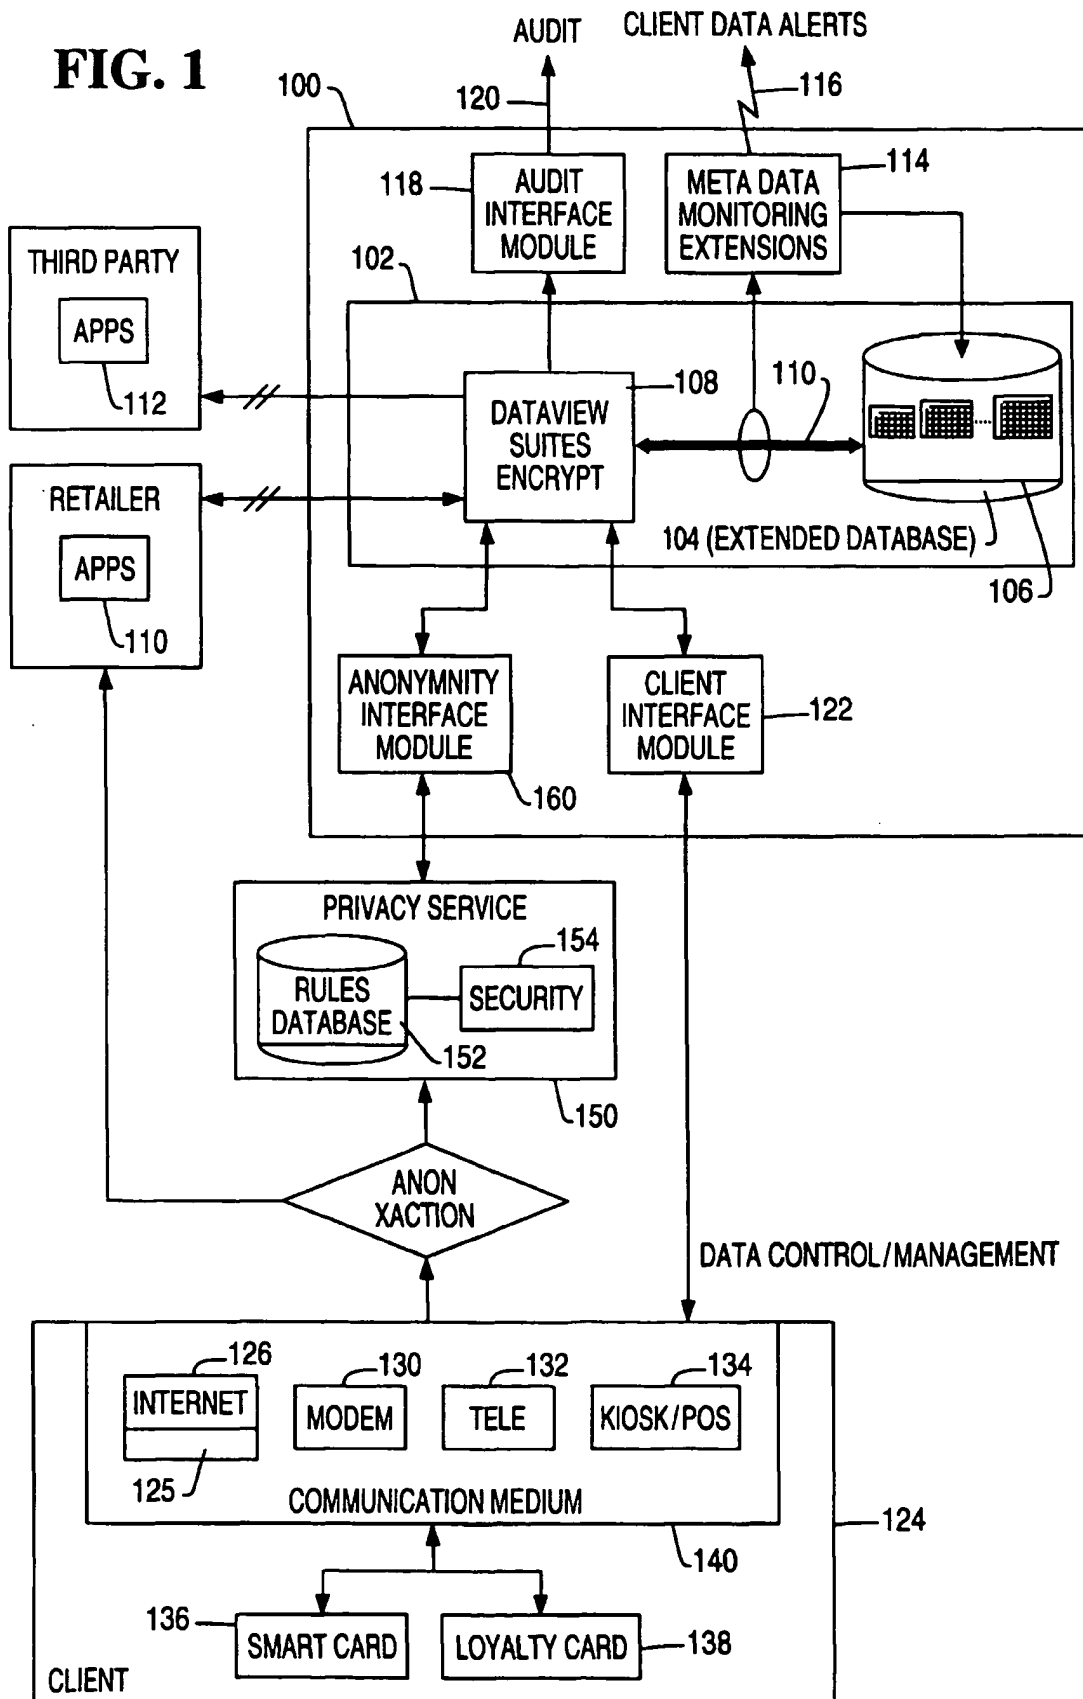 FIG. 1
AUDIT
CLIENT DATA ALERTS
100
120
116
118
AUDIT
INTERFACE
MODULE
META DATA
MONITORING
EXTENSIONS
114
THIRD PARTY
APPS
112
102
DATAVIEW
SUITES
ENCRYPT
108
110
104 (EXTENDED DATABASE)
106
RETAILER
APPS
110
ANONYMNITY
INTERFACE
MODULE
160
CLIENT
INTERFACE
MODULE
122
PRIVACY SERVICE
RULES
DATABASE
152
154
SECURITY
150
ANON
XACTION
DATA CONTROL/MANAGEMENT
126
INTERNET
125
130
MODEM
132
TELE
134
KIOSK/POS
COMMUNICATION MEDIUM
124
140
136
SMART CARD
LOYALTY CARD
138
CLIENT